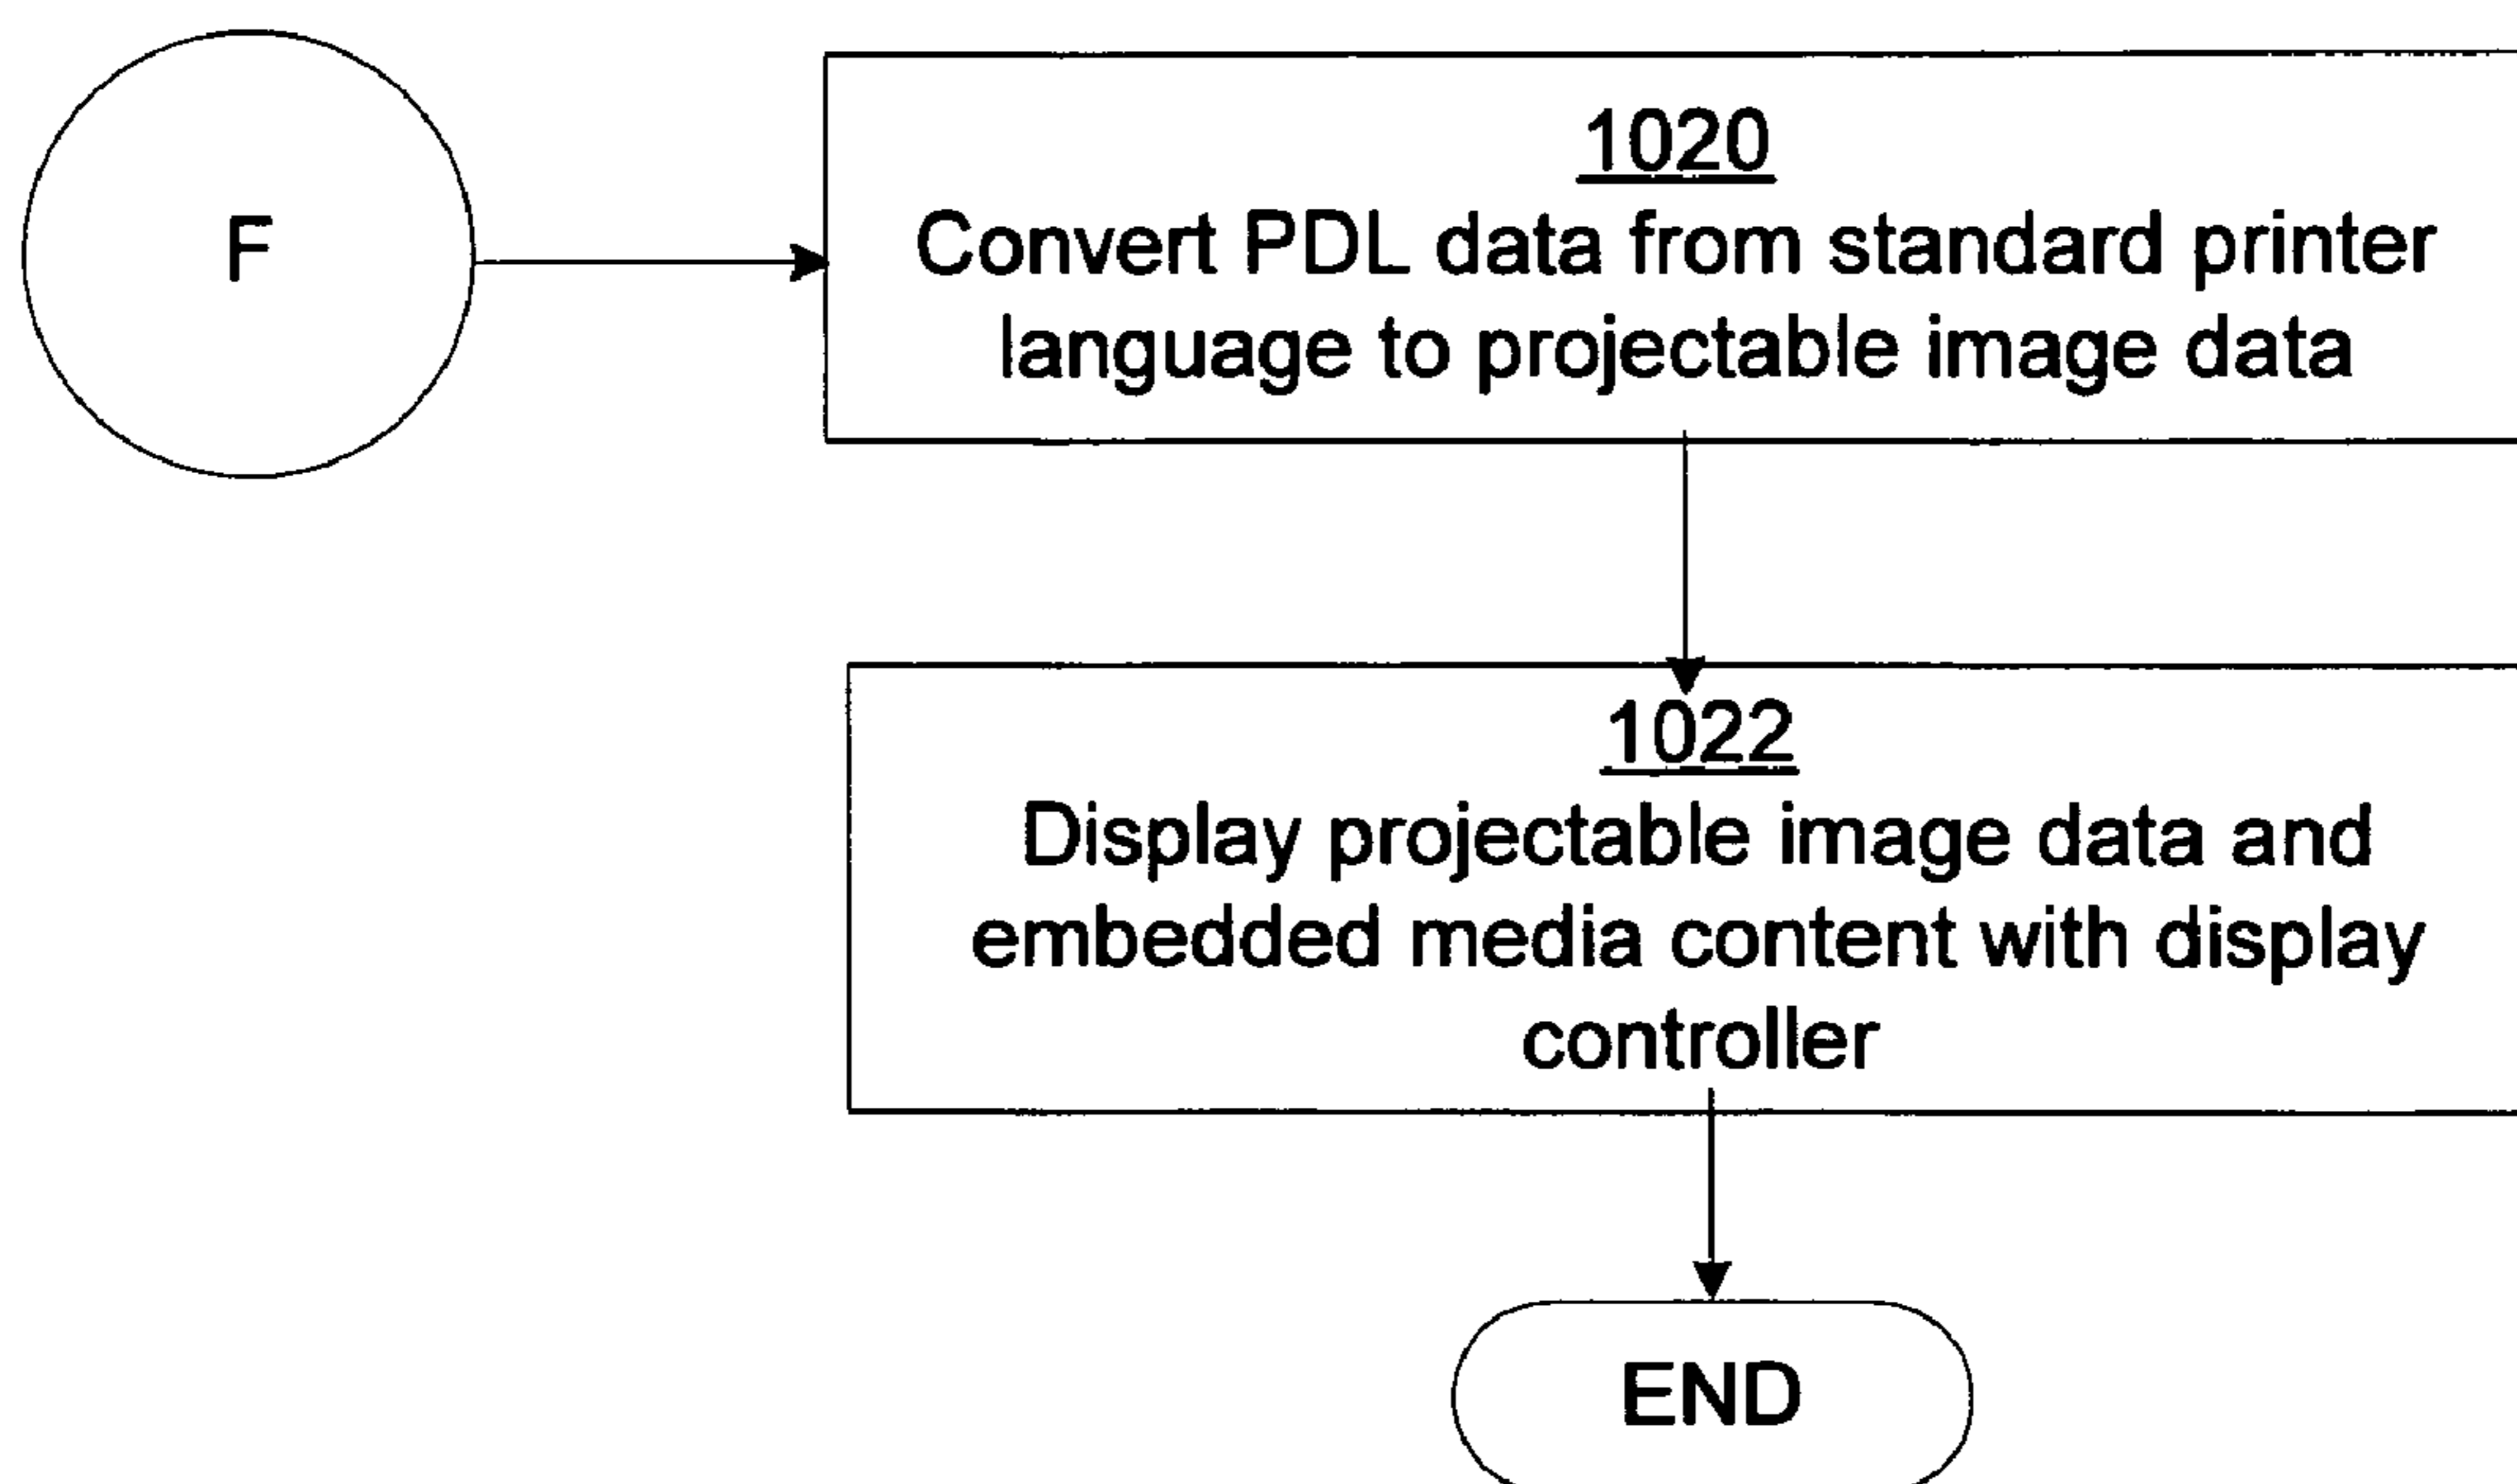 F
1020
Convert PDL data from standard printer
language to projectable image data
1022
Display projectable image data and
embedded media content with display
controller
END